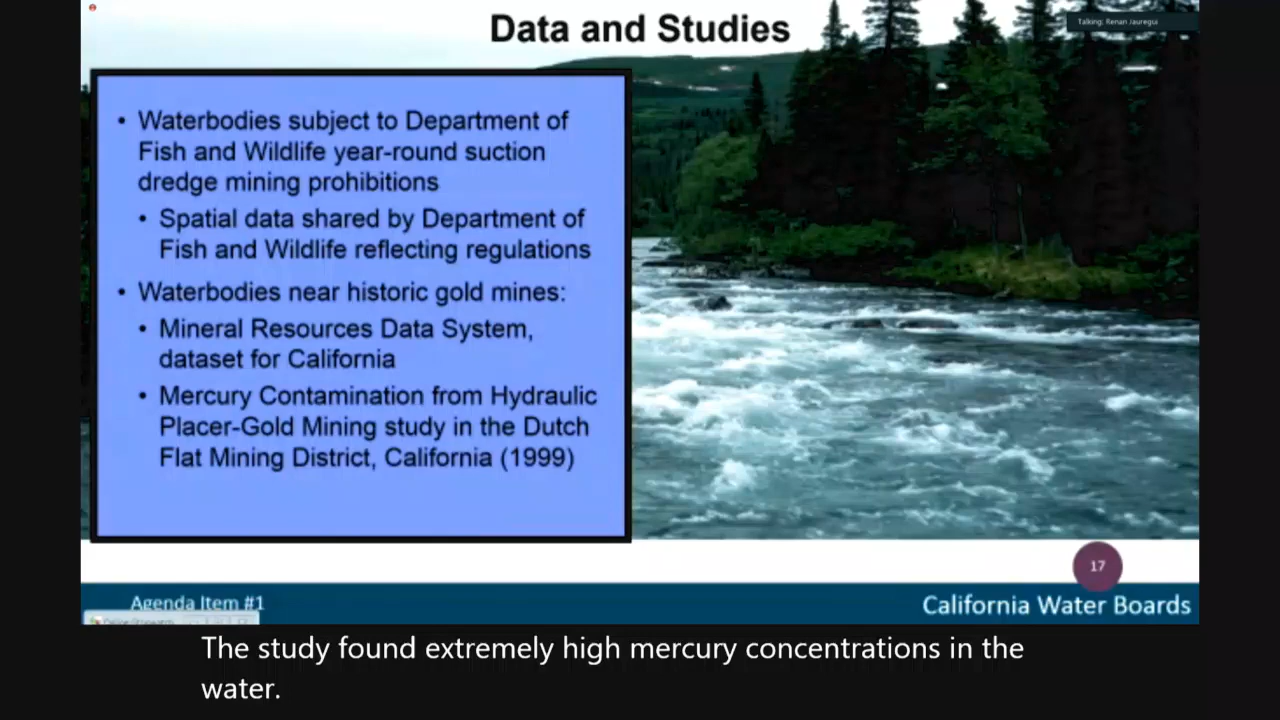 Data and Studies
Talking: Renan Jauregui
• Waterbodies subject to Department of
Fish and Wildlife year-round suction
dredge mining prohibitions
• Spatial data shared by Department of
Fish and Wildlife reflecting regulations
• Waterbodies near historic gold mines:
• Mineral Resources Data System,
dataset for California
• Mercury Contamination from Hydraulic
Placer-Gold Mining study in the Dutch
Flat Mining District, California (1999)
17
Agenda Item #1
California Water Boards
The study found extremely high mercury concentrations in the
water.